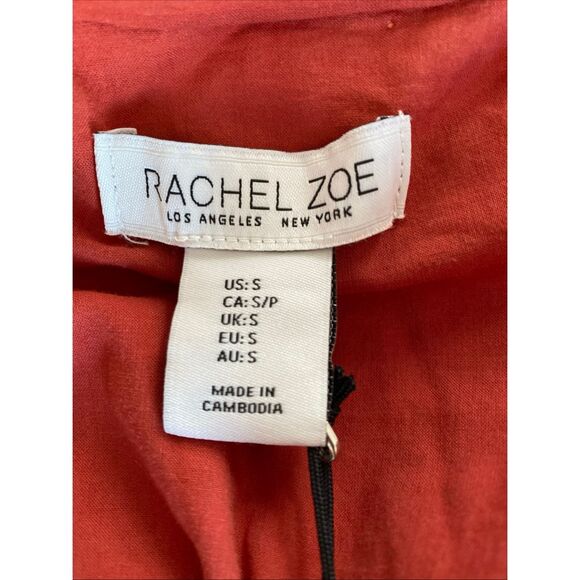 RACHEL ZOE
LOS ANGELES NEW YORK
US: S
CA: S/P
UK: S
EU: S
AU: S
MADE IN
CAMBODIA